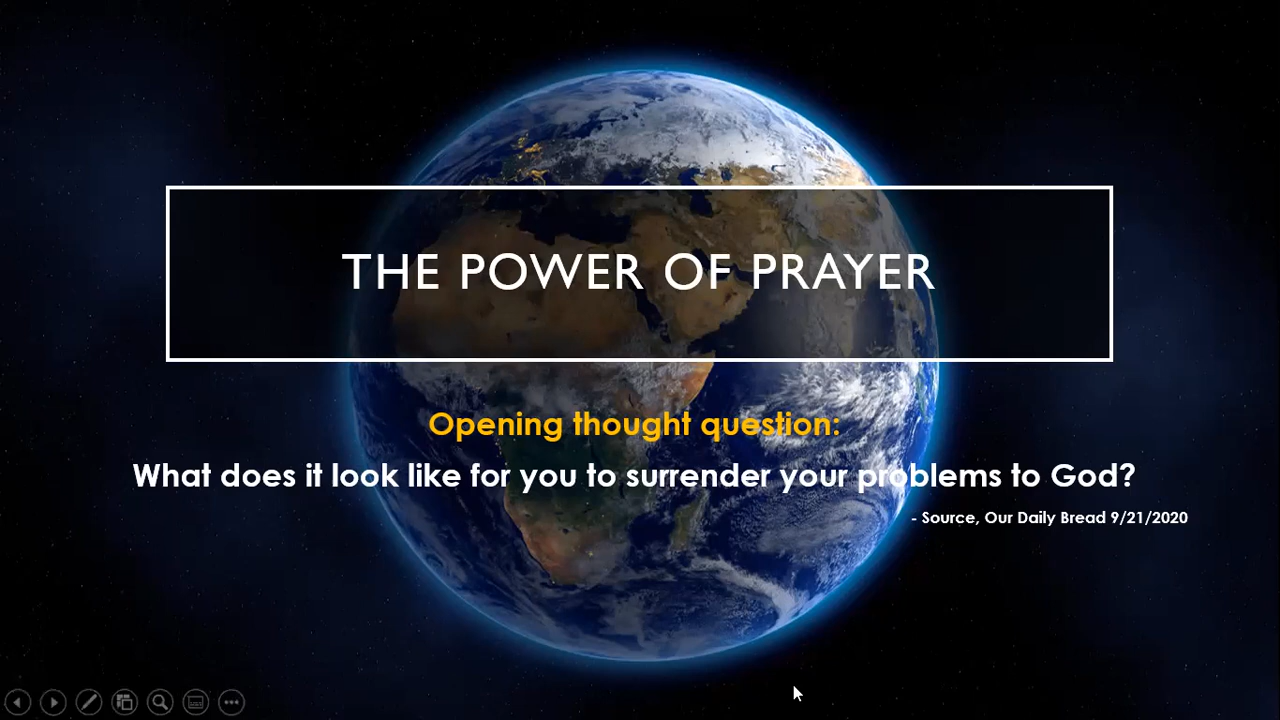 THE POWER OF PRAYER
Opening thought question:
What does it look like for you to surrender your problems to God?
- Source, Our Daily Bread 9/21/2020